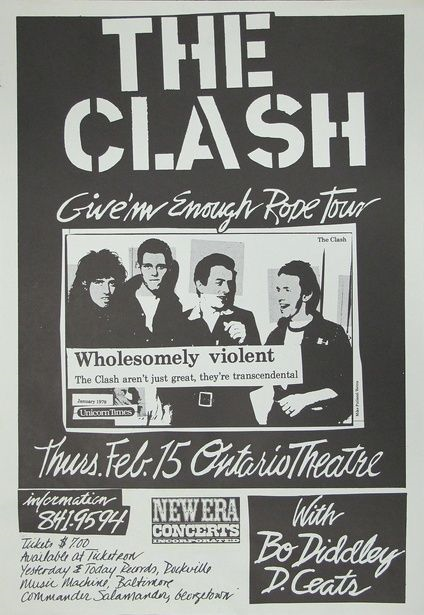 THE
CLASH
Give'm Enough Rope Tour
The Clash
Wholesomely violent
The Clash aren't just great, they're transcendental
January 1979
Unicorn Times
Thurs. Feb. 15 Ontario Theatre
information
841.9594
Tickets $7.00
Available at Ticketron
Yesterday & Today Records, Rockville
Music Machine, Baltimore
Commander Salamander, Georgetown
NEW ERA
CONCERTS
INCORPORATED
With
Bo Diddley
D. Ceats